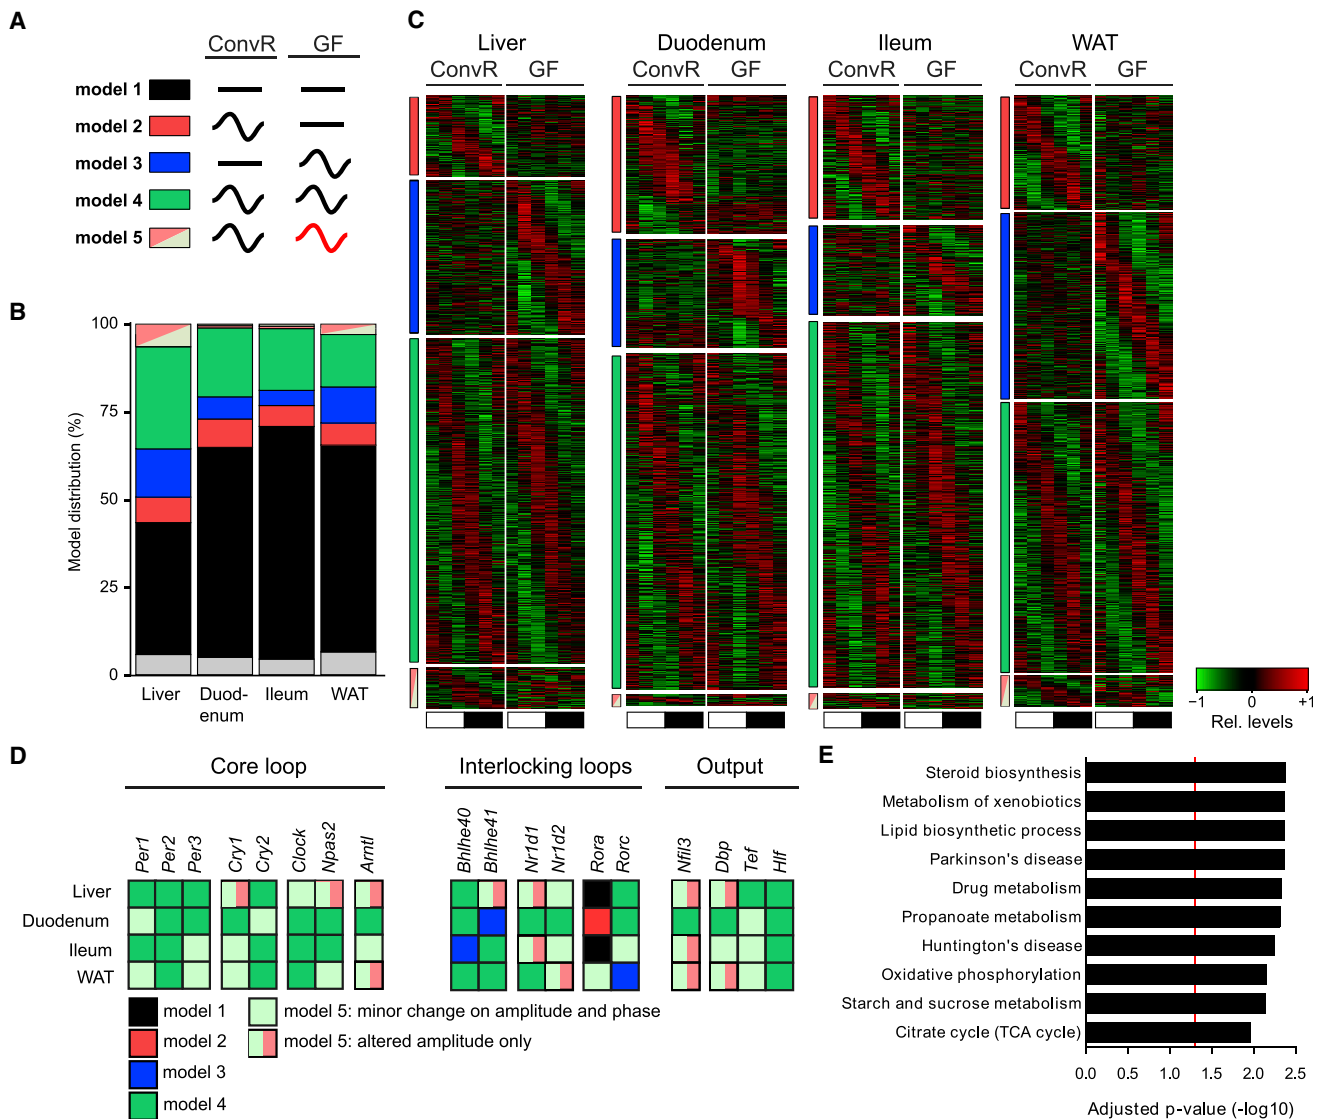 A
ConvR GF
model 1
model 2
model 3
model 4
model 5
B
100
75
50
25
0
Model distribution (%)
Liver Duod-enum Ileum WAT
C
Liver Duodenum Ileum WAT
ConvR GF ConvR GF ConvR GF ConvR GF
−1 0 +1
Rel. levels
D
Core loop Interlocking loops Output
Per1 Per2 Per3 Cry1 Cry2 Clock Npas2 Arntl Bhlhe40 Bhlhe41 Nr1d1 Nr1d2 Rora Rorc Nfil3 Dbp Tef Hlf
Liver
Duodenum
Ileum
WAT
model 1 model 5: minor change on amplitude and phase
model 2 model 5: altered amplitude only
model 3
model 4
E
Steroid biosynthesis
Metabolism of xenobiotics
Lipid biosynthetic process
Parkinson's disease
Drug metabolism
Propanoate metabolism
Huntington's disease
Oxidative phosphorylation
Starch and sucrose metabolism
Citrate cycle (TCA cycle)
0.0 0.5 1.0 1.5 2.0 2.5
Adjusted p-value (-log10)